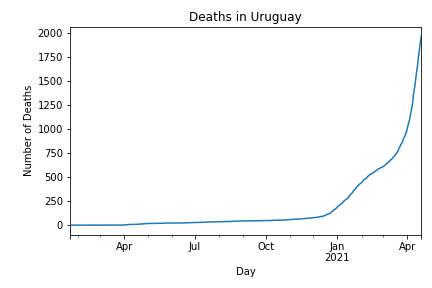 Deaths in Uruguay
2000
1750
1500
1250
1000
750
500
250
0
Number of Deaths
Apr
Jul
Oct
Jan
2021
Apr
Day